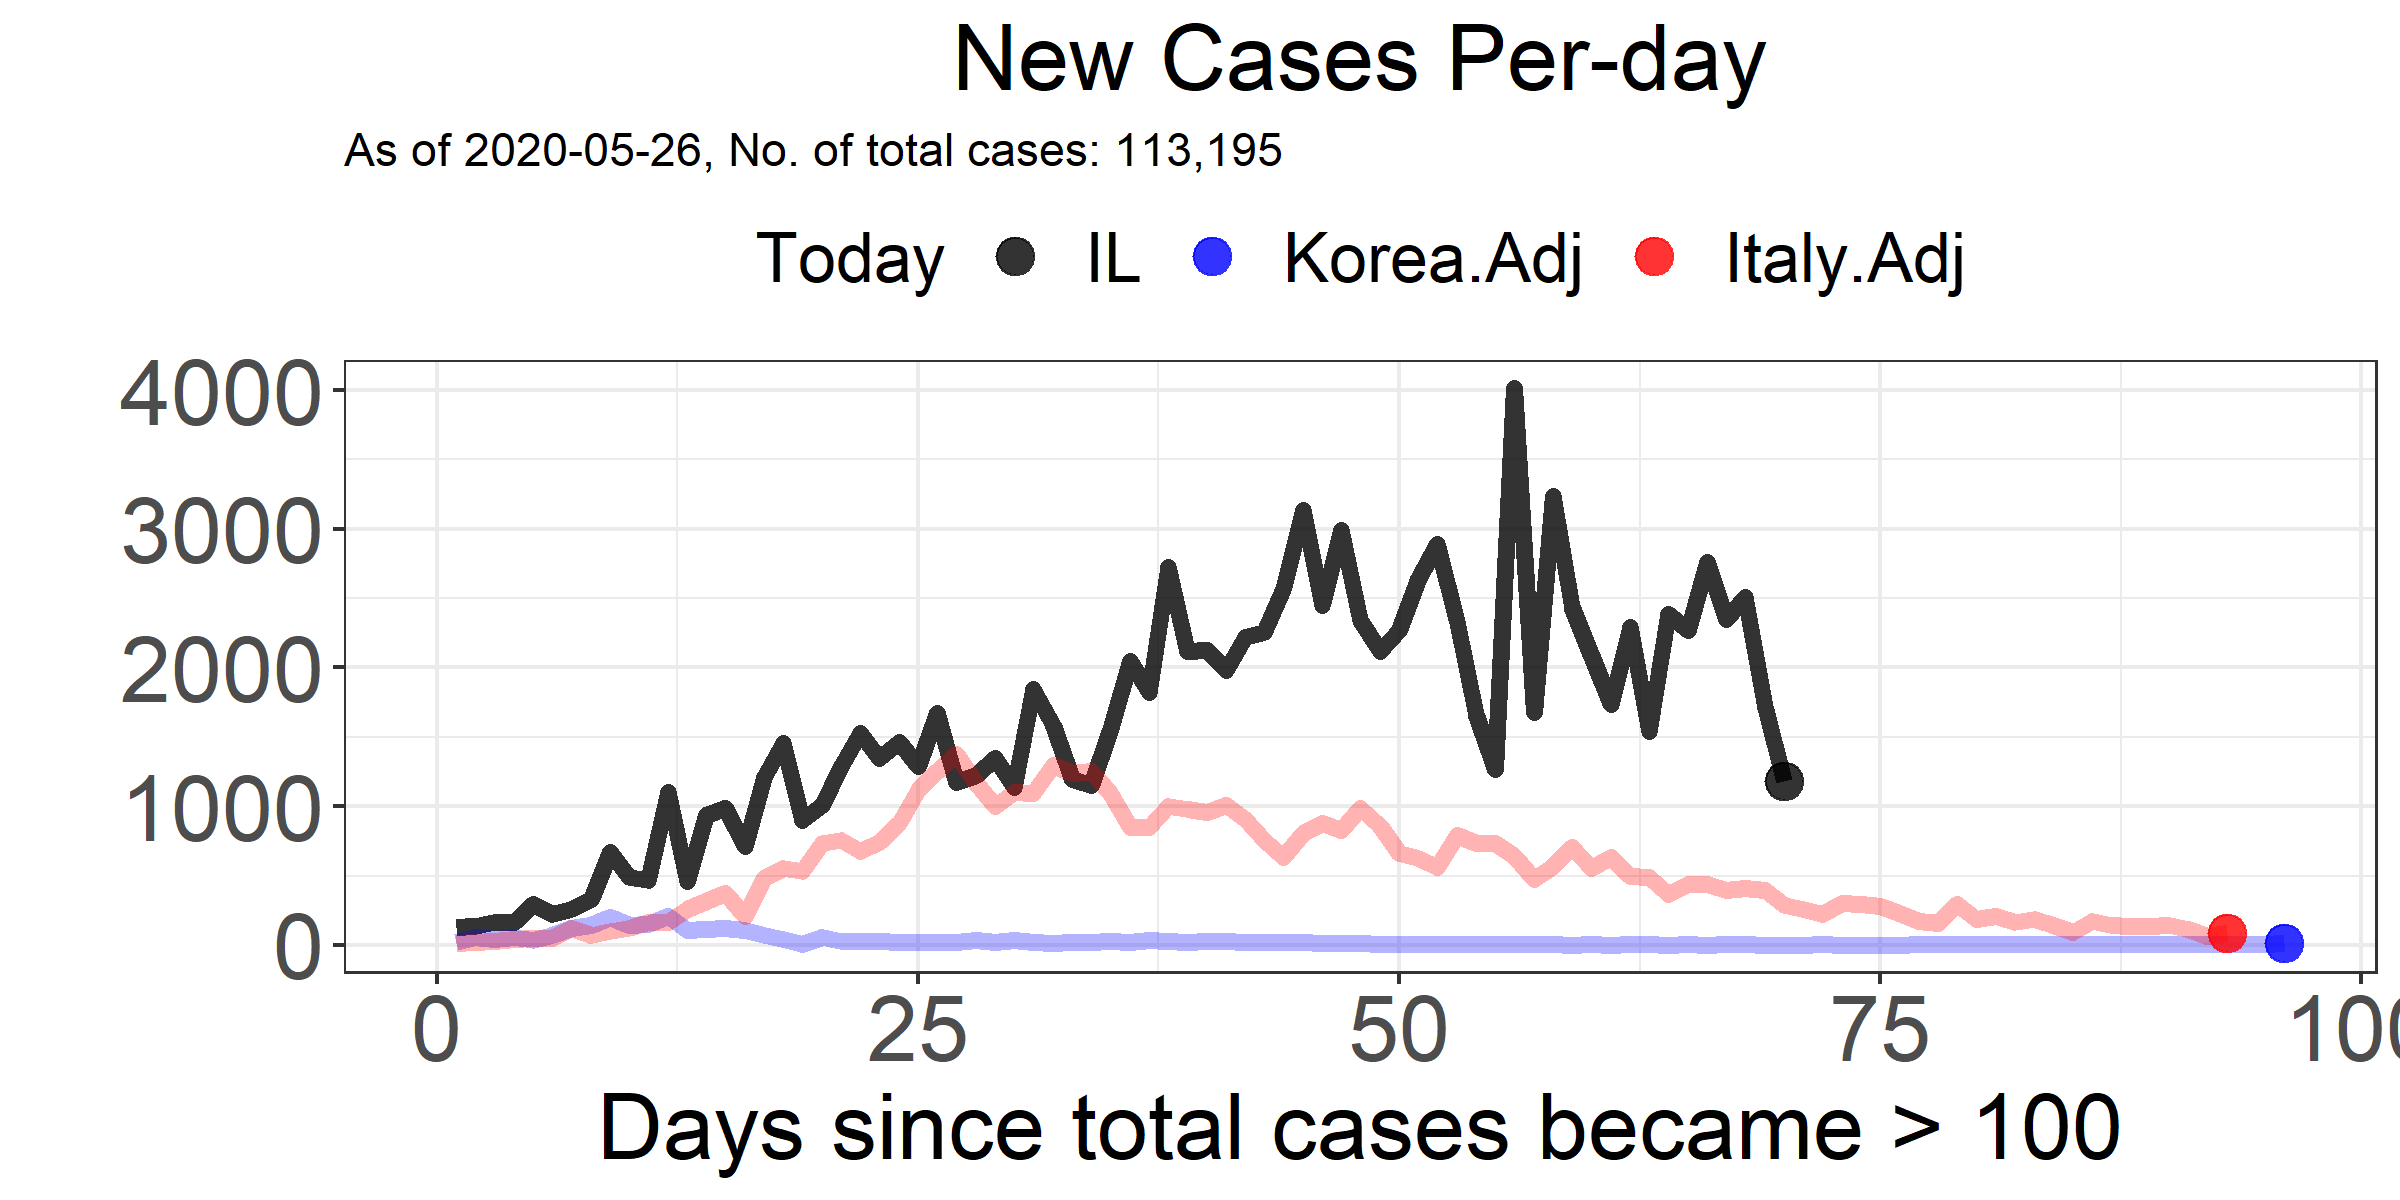 New Cases Per-day
As of 2020-05-26, No. of total cases: 113,195
Today IL Korea.Adj Italy.Adj
4000
3000
2000
1000
0
0 25 50 75 100
Days since total cases became > 100